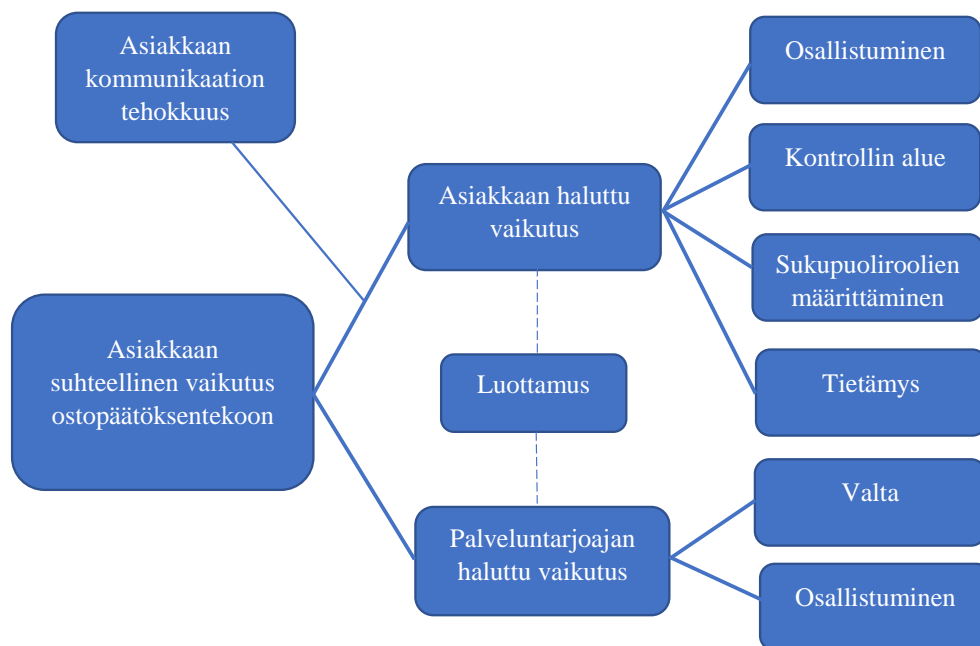 Asiakkaan
kommunikaation
tehokkuus
Asiakkaan
suhteellinen vaikutus
ostopäätöksentekoon
Asiakkaan haluttu
vaikutus
Luottamus
Palveluntarjoajan
haluttu vaikutus
Osallistuminen
Kontrollin alue
Sukupuoliroolien
määrittäminen
Tietämys
Valta
Osallistuminen